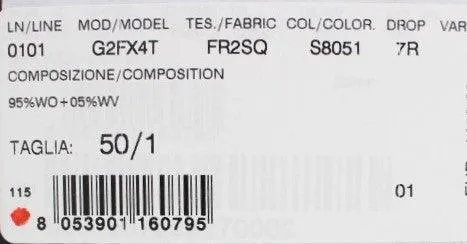 LN/LINE MOD/MODEL TES./FABRIC COL/COLOR. DROP VAR
0101 G2FX4T FR2SQ S8051 7R
COMPOSIZIONE/COMPOSITION
95%WO+05%WV
TAGLIA: 50/1
115 01
8 053901 160795